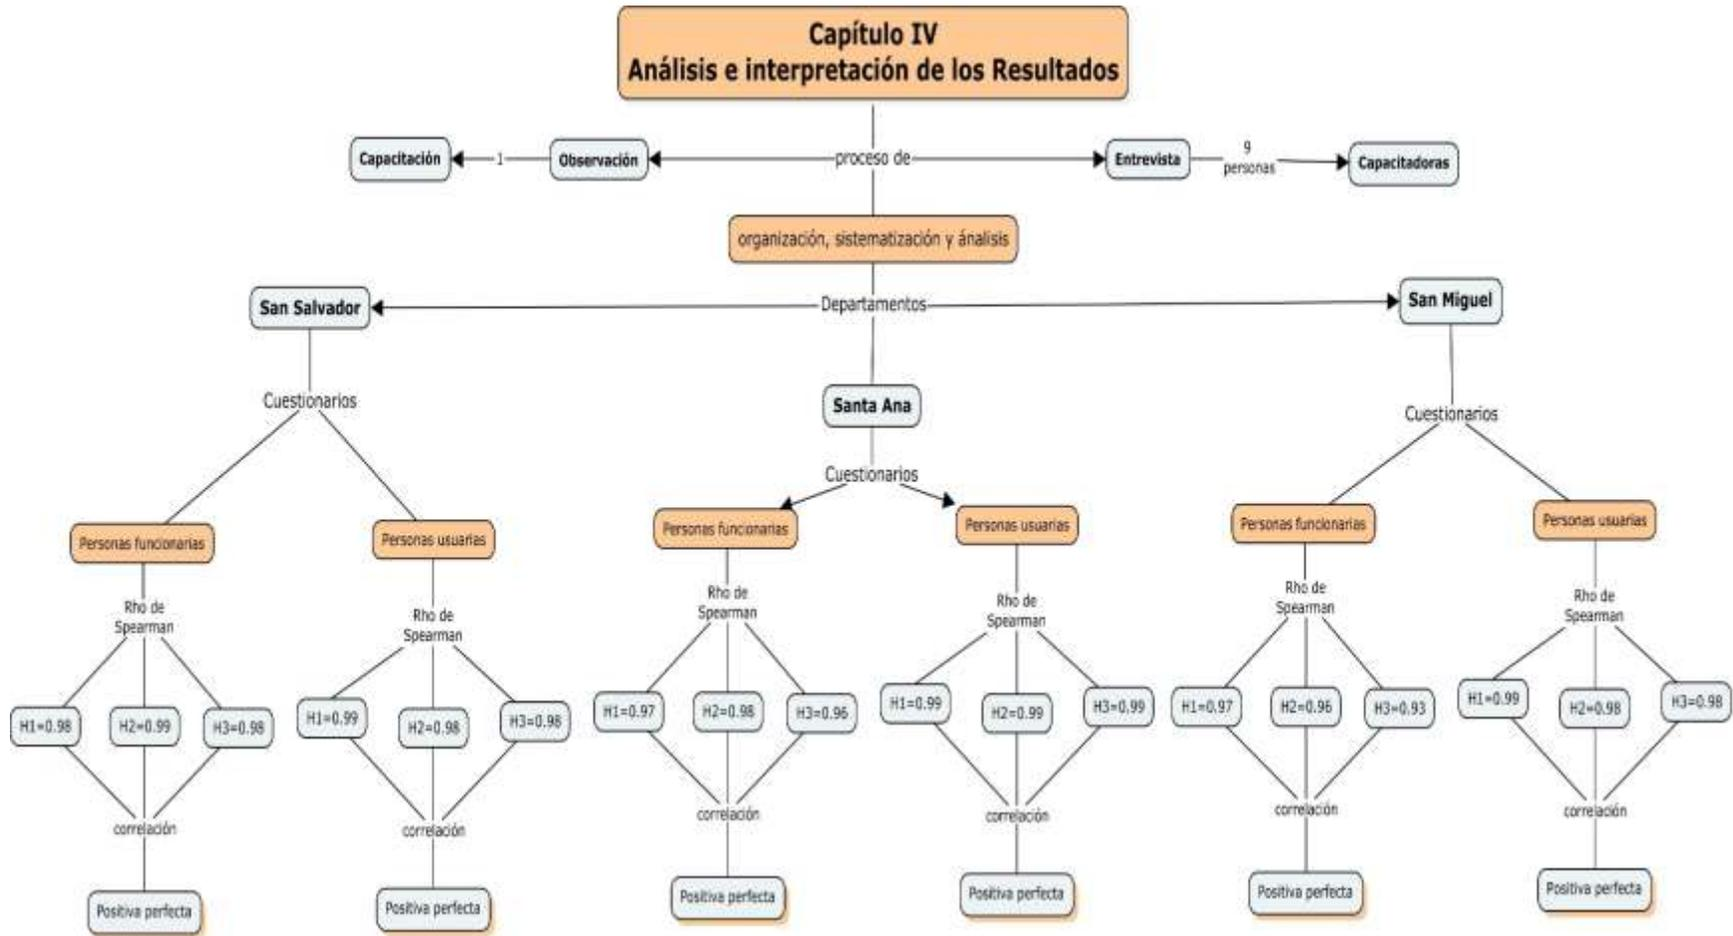 Capítulo IV
Análisis e interpretación de los Resultados
Capacitación
1
Observación
proceso de
Entrevista
9
personas
Capacitadoras
organización, sistematización y ánalisis
San Salvador
Departamentos
San Miguel
Santa Ana
Cuestionarios
Cuestionarios
Cuestionarios
Personas funcionarias
Personas usuarias
Personas funcionarias
Personas usuarias
Personas funcionarias
Personas usuarias
Rho de
Spearman
Rho de
Spearman
Rho de
Spearman
Rho de
Spearman
Rho de
Spearman
Rho de
Spearman
H1=0.98
H2=0.99
H3=0.98
H1=0.99
H2=0.98
H3=0.98
H1=0.97
H2=0.98
H3=0.96
H1=0.99
H2=0.99
H3=0.99
H1=0.97
H2=0.96
H3=0.93
H1=0.99
H2=0.98
H3=0.98
correlación
correlación
correlación
correlación
correlación
correlación
Positiva perfecta
Positiva perfecta
Positiva perfecta
Positiva perfecta
Positiva perfecta
Positiva perfecta